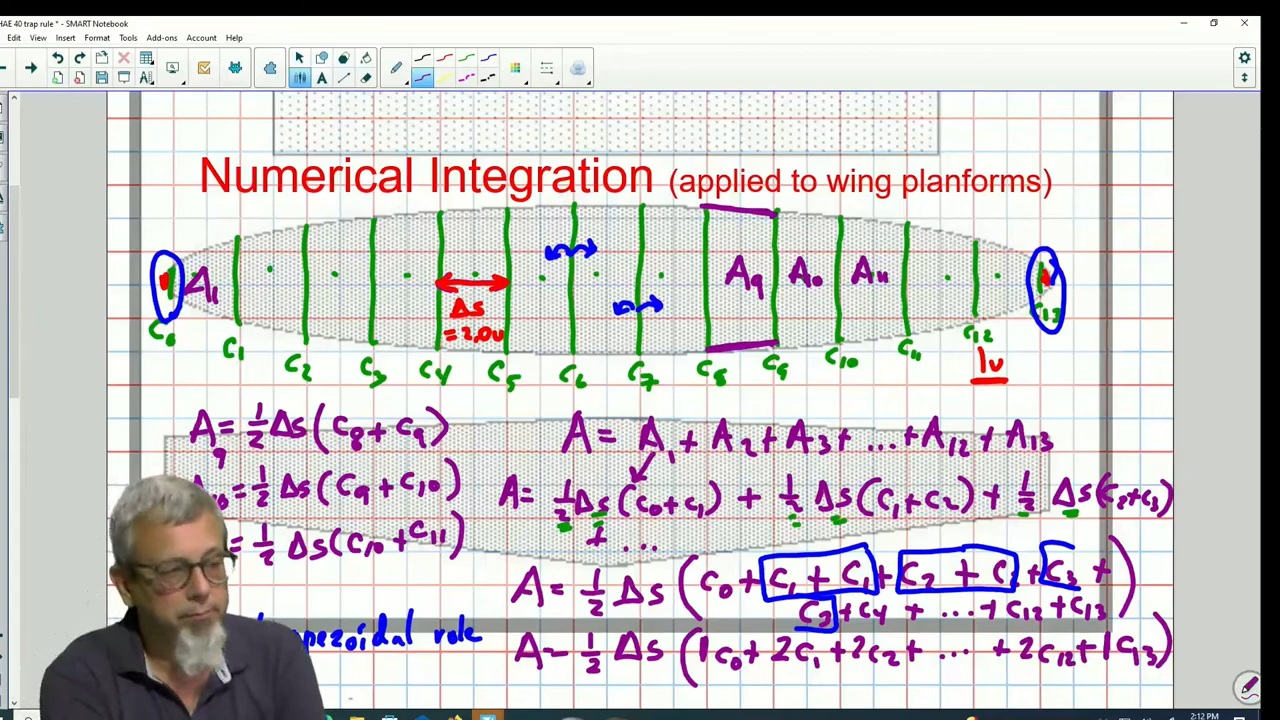 HAE 40 trap rule * - SMART Notebook
Edit View Insert Format Tools Add-ons Account Help
Numerical Integration (applied to wing planforms)
A₁ A₉ A₁₀ A₁₁
Δs
= 2.0u
C₀ C₁ C₂ C₃ C₄ C₅ C₆ C₇ C₈ C₉ C₁₀ C₁₁ C₁₂ C₁₃
1u
A₉ = ½ Δs (C₈ + C₉)
A = A₁ + A₂ + A₃ + ... + A₁₂ + A₁₃
= ½ Δs (C₉ + C₁₀)
A = ½ Δs (C₀ + C₁) + ½ Δs (C₁ + C₂) + ½ Δs (C₂ + C₃)
+ ...
= ½ Δs (C₁₀ + C₁₁)
A = ½ Δs (C₀ + C₁ + C₁ + C₂ + C₂ + C₃ +
C₃ + C₄ + ... + C₁₂ + C₁₃)
rule
A = ½ Δs (1C₀ + 2C₁ + 2C₂ + ... + 2C₁₂ + 1C₁₃)
2:12 PM